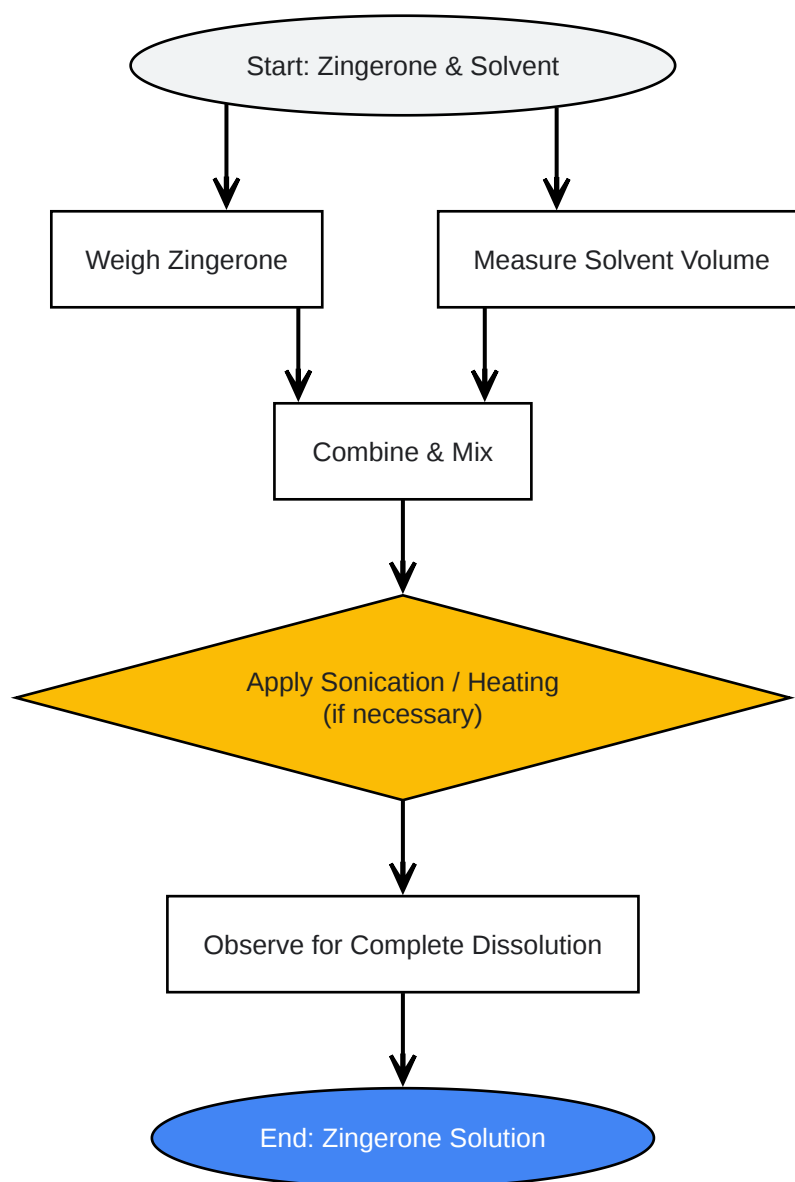 Start: Zingerone & Solvent
Weigh Zingerone
Measure Solvent Volume
Combine & Mix
Apply Sonication / Heating
(if necessary)
Observe for Complete Dissolution
End: Zingerone Solution